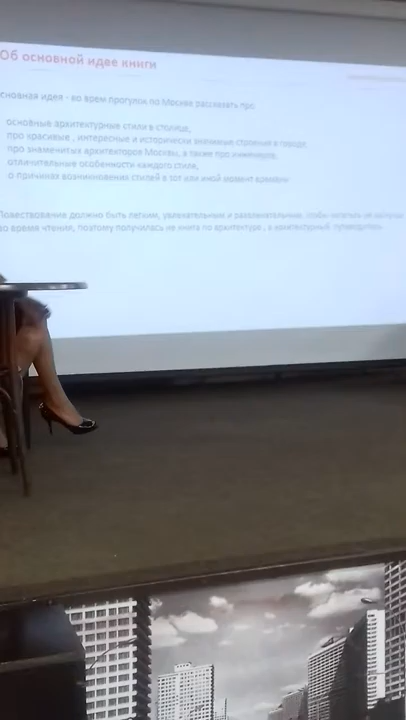 Об основной идее книги
сновная идея - во время прогулок по Москве рассказать про:
основные архитектурные стили в столице,
про красивые, интересные и исторически значимые строения в городе,
про знаменитых архитекторов Москвы, а также про инженеров,
отличительные особенности каждого стиля,
о причинах возникновения стилей в тот или иной момент времени
Повествование должно быть легким, увлекательным и развлекательным, чтобы читатель не
во время чтения, поэтому получилась не книга по архитектуре, а путеводитель